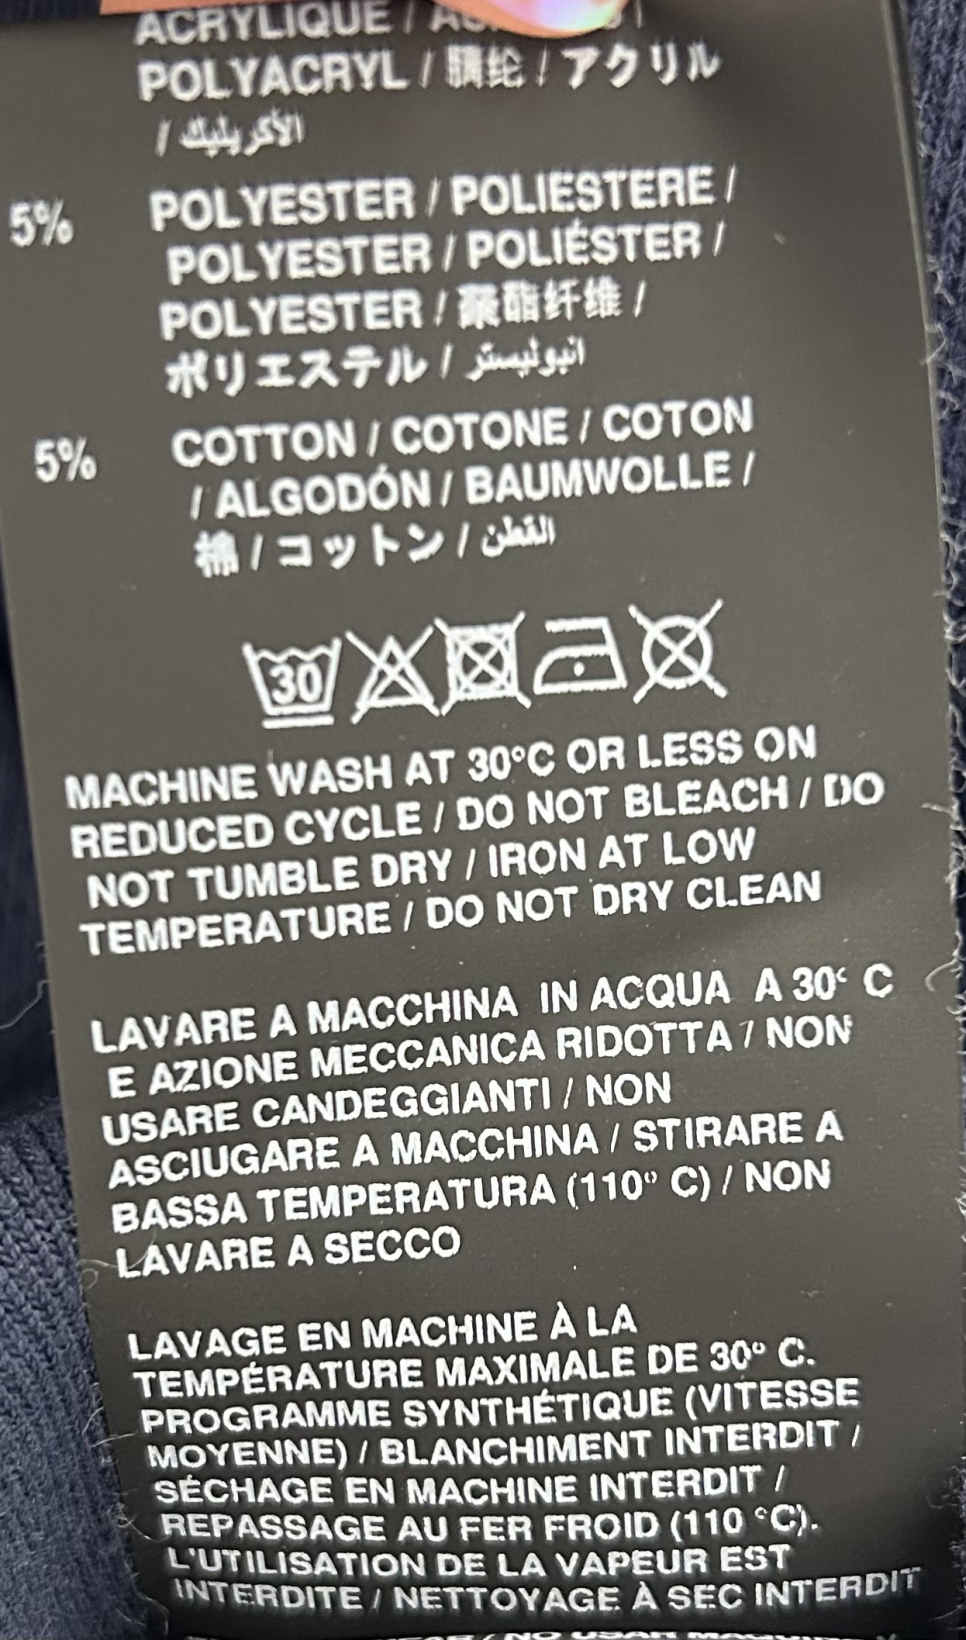 ACRYLIQUE /
POLYACRYL / 腈纶 / アクリル
/ الأكريليك
5% POLYESTER / POLIESTERE /
POLYESTER / POLIÉSTER /
POLYESTER / 聚酯纤维 /
ポリエステル / انبوليستر
5% COTTON / COTONE / COTON
/ ALGODÓN / BAUMWOLLE /
棉 / コットン / القطن
30
MACHINE WASH AT 30°C OR LESS ON
REDUCED CYCLE / DO NOT BLEACH / DO
NOT TUMBLE DRY / IRON AT LOW
TEMPERATURE / DO NOT DRY CLEAN
LAVARE A MACCHINA IN ACQUA A 30° C
E AZIONE MECCANICA RIDOTTA / NON
USARE CANDEGGIANTI / NON
ASCIUGARE A MACCHINA / STIRARE A
BASSA TEMPERATURA (110° C) / NON
LAVARE A SECCO
LAVAGE EN MACHINE À LA
TEMPÉRATURE MAXIMALE DE 30° C.
PROGRAMME SYNTHÉTIQUE (VITESSE
MOYENNE) / BLANCHIMENT INTERDIT /
SÉCHAGE EN MACHINE INTERDIT /
REPASSAGE AU FER FROID (110 °C).
L'UTILISATION DE LA VAPEUR EST
INTERDITE / NETTOYAGE À SEC INTERDIT